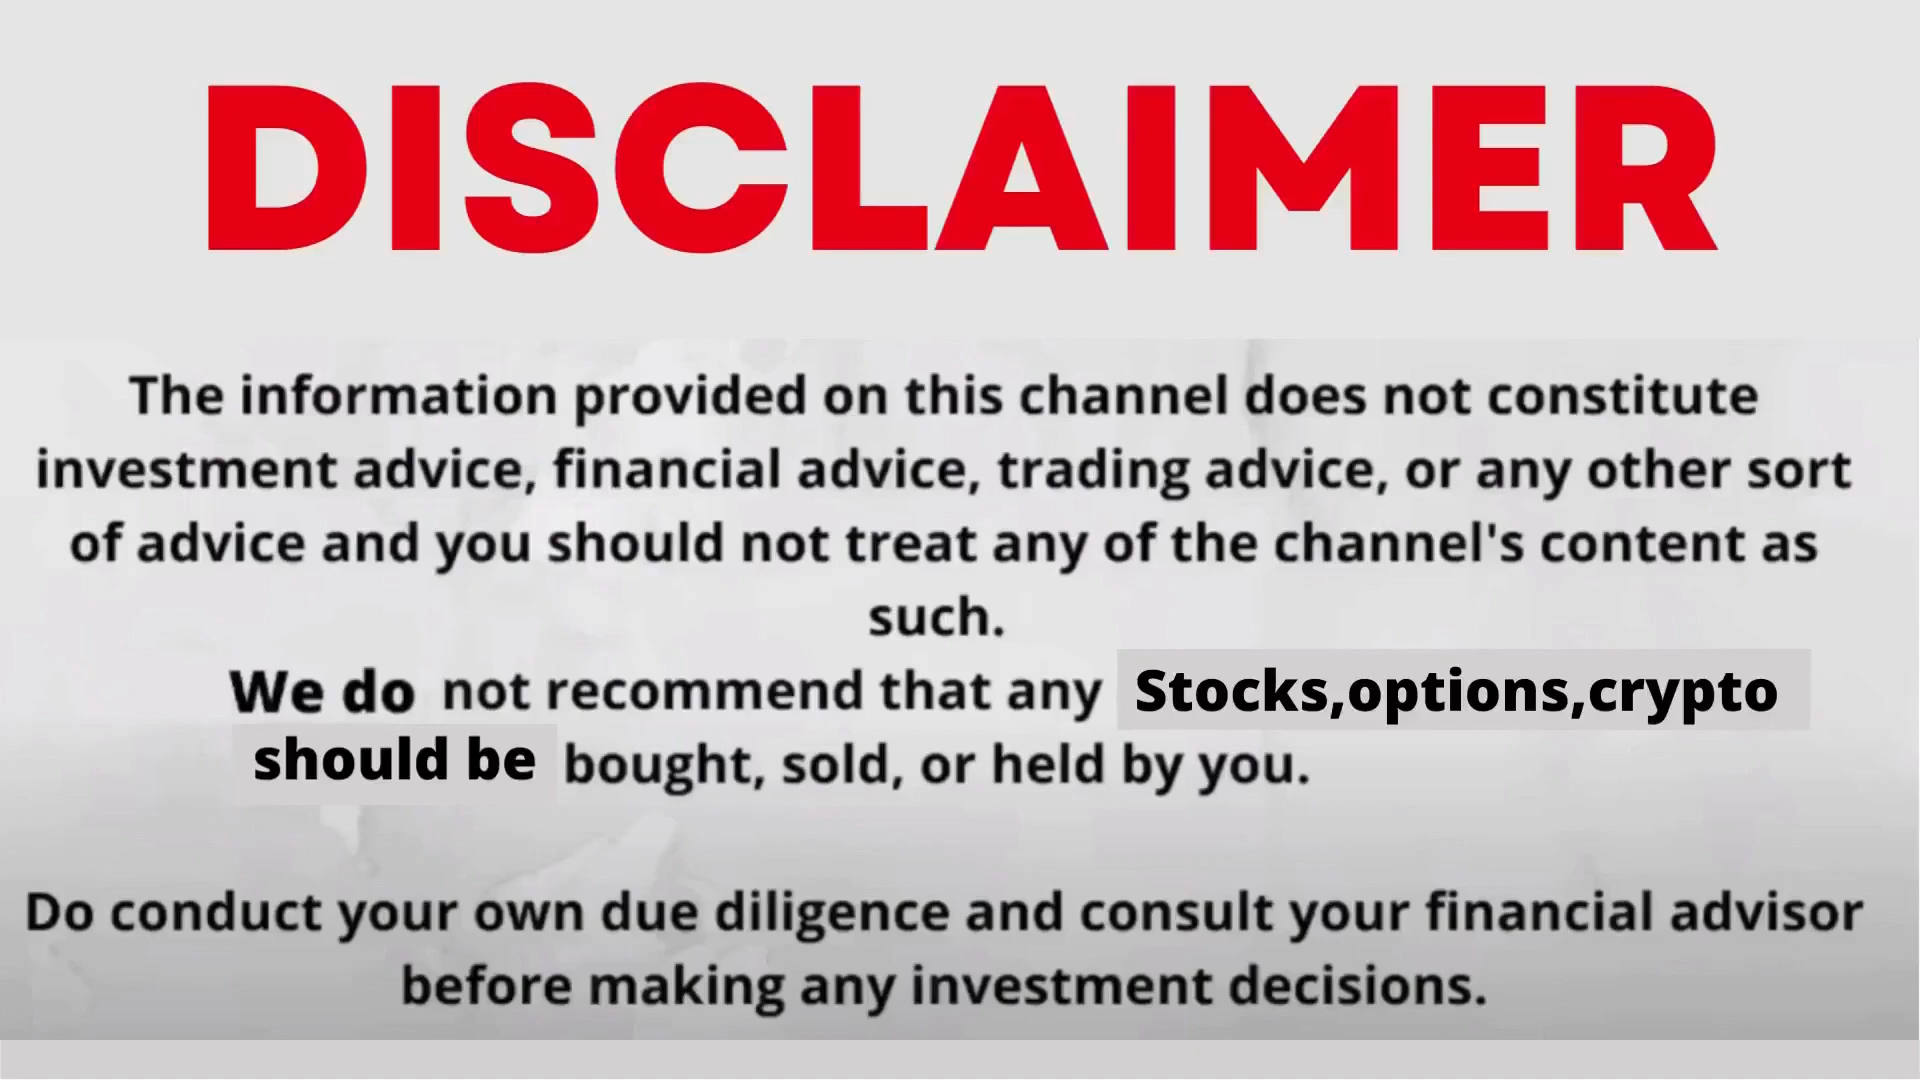 DISCLAIMER
The information provided on this channel does not constitute
investment advice, financial advice, trading advice, or any other sort
of advice and you should not treat any of the channel's content as
such.
We do not recommend that any Stocks,options,crypto
should be bought, sold, or held by you.
Do conduct your own due diligence and consult your financial advisor
before making any investment decisions.